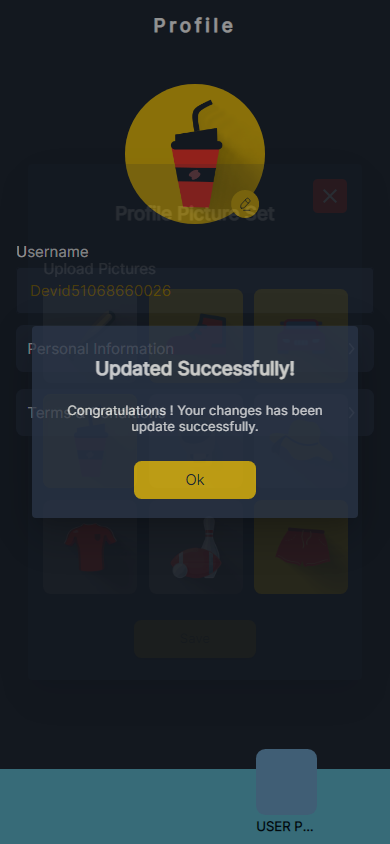 Profile
Profile Picture Set
Username
Upload Pictures
Devid51068660026
Personal Information
Updated Successfully!
Terms
Congratulations ! Your changes has been
update successfully.
Ok
USER P...